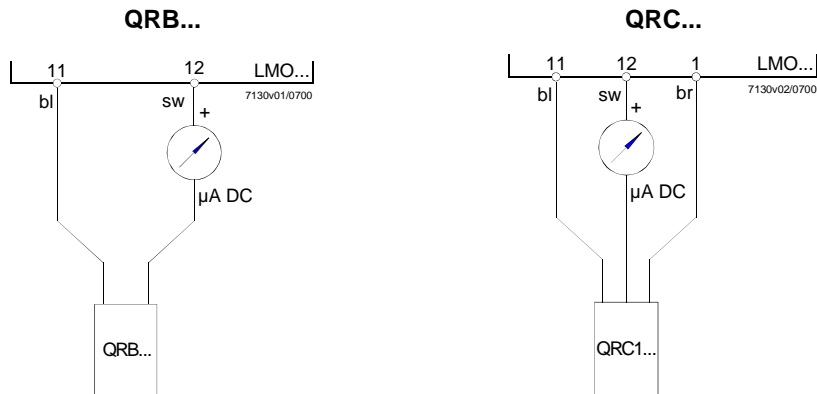 QRB...
11 12 LMO...
7130v01/0700
bl sw +
µA DC
QRB...
QRC...
11 12 1 LMO...
7130v02/0700
bl sw + br
µA DC
QRC1...